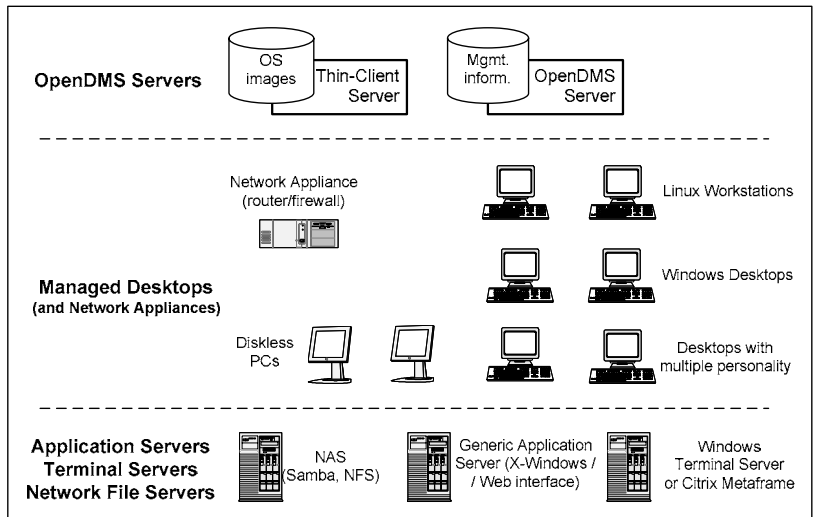 OpenDMS Servers
OS
images
Thin-Client
Server
Mgmt.
inform.
OpenDMS
Server
Network Appliance
(router/firewall)
Linux Workstations
Managed Desktops
(and Network Appliances)
Windows Desktops
Diskless
PCs
Desktops with
multiple personality
Application Servers
Terminal Servers
Network File Servers
NAS
(Samba, NFS)
Generic Application
Server (X-Windows /
/ Web interface)
Windows
Terminal Server
or Citrix Metaframe